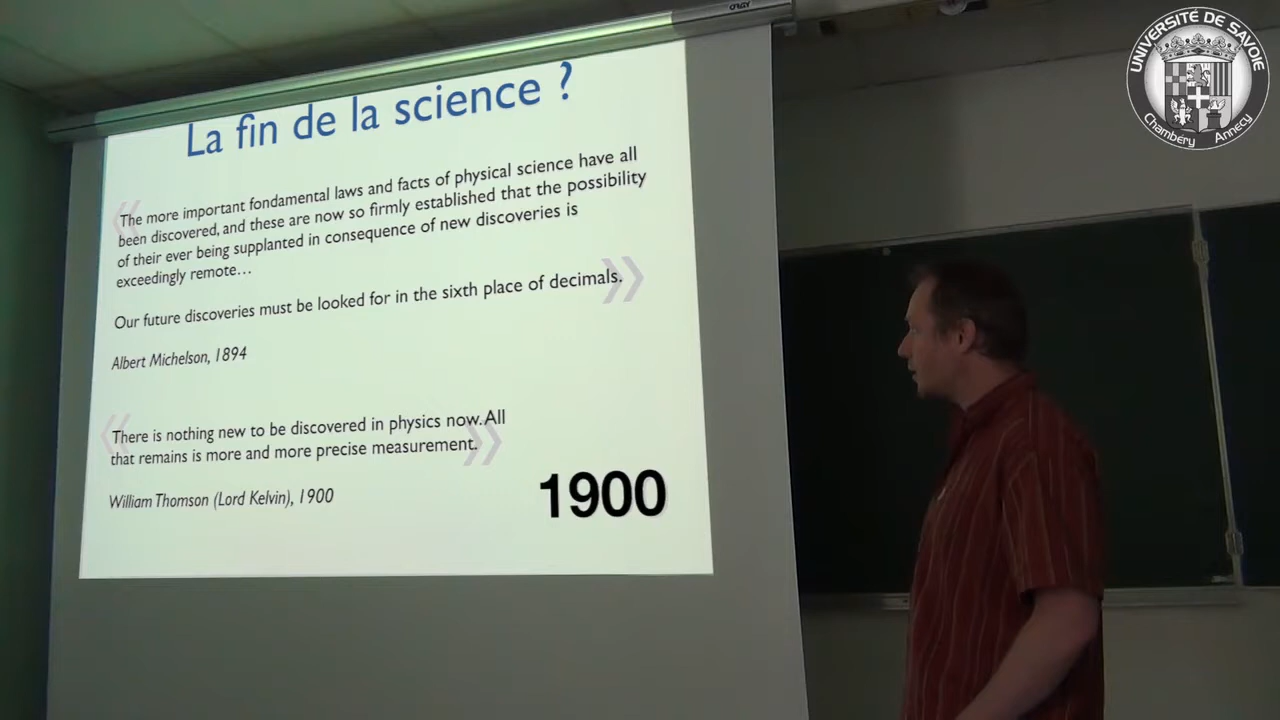 ORAY
UNIVERSITÉ DE SAVOIE
Chambéry Annecy
La fin de la science ?
« The more important fondamental laws and facts of physical science have all
been discovered, and these are now so firmly established that the possibility
of their ever being supplanted in consequence of new discoveries is
exceedingly remote…
Our future discoveries must be looked for in the sixth place of decimals. »
Albert Michelson, 1894
« There is nothing new to be discovered in physics now. All
that remains is more and more precise measurement. »
William Thomson (Lord Kelvin), 1900
1900